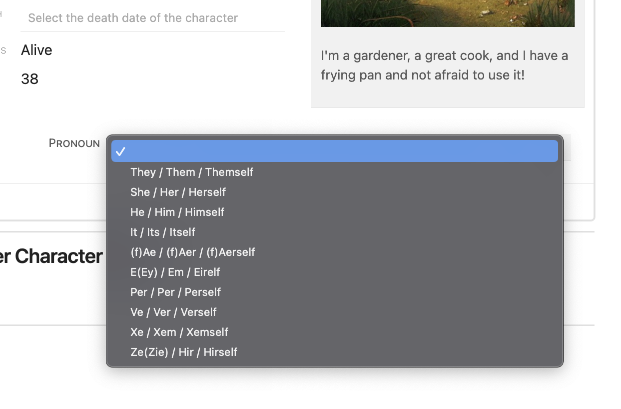 Select the death date of the character
Alive
38
I'm a gardener, a great cook, and I have a
frying pan and not afraid to use it!
PRONOUN
They / Them / Themself
She / Her / Herself
He / Him / Himself
It / Its / Itself
(f)Ae / (f)Aer / (f)Aerself
E(Ey) / Em / Eirelf
Per / Per / Perself
Ve / Ver / Verself
Xe / Xem / Xemself
Ze(Zie) / Hir / Hirself
er Character